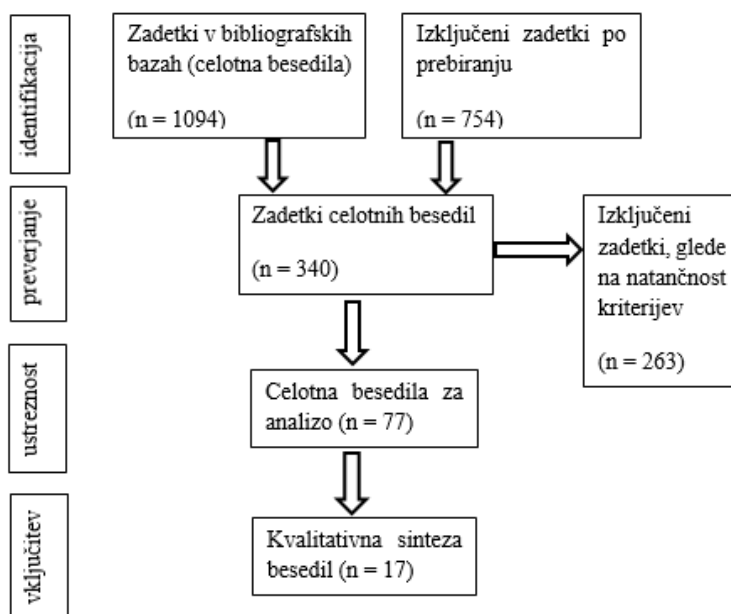 identifikacija
Zadetki v bibliografskih
bazah (celotna besedila)
(n = 1094)
Izključeni zadetki po
prebiranju
(n = 754)
preverjanje
Zadetki celotnih besedil
(n = 340)
Izključeni
zadetki, glede
na natančnost
kriterijev
(n = 263)
ustreznost
Celotna besedila za
analizo (n = 77)
vključitev
Kvalitativna sinteza
besedil (n = 17)